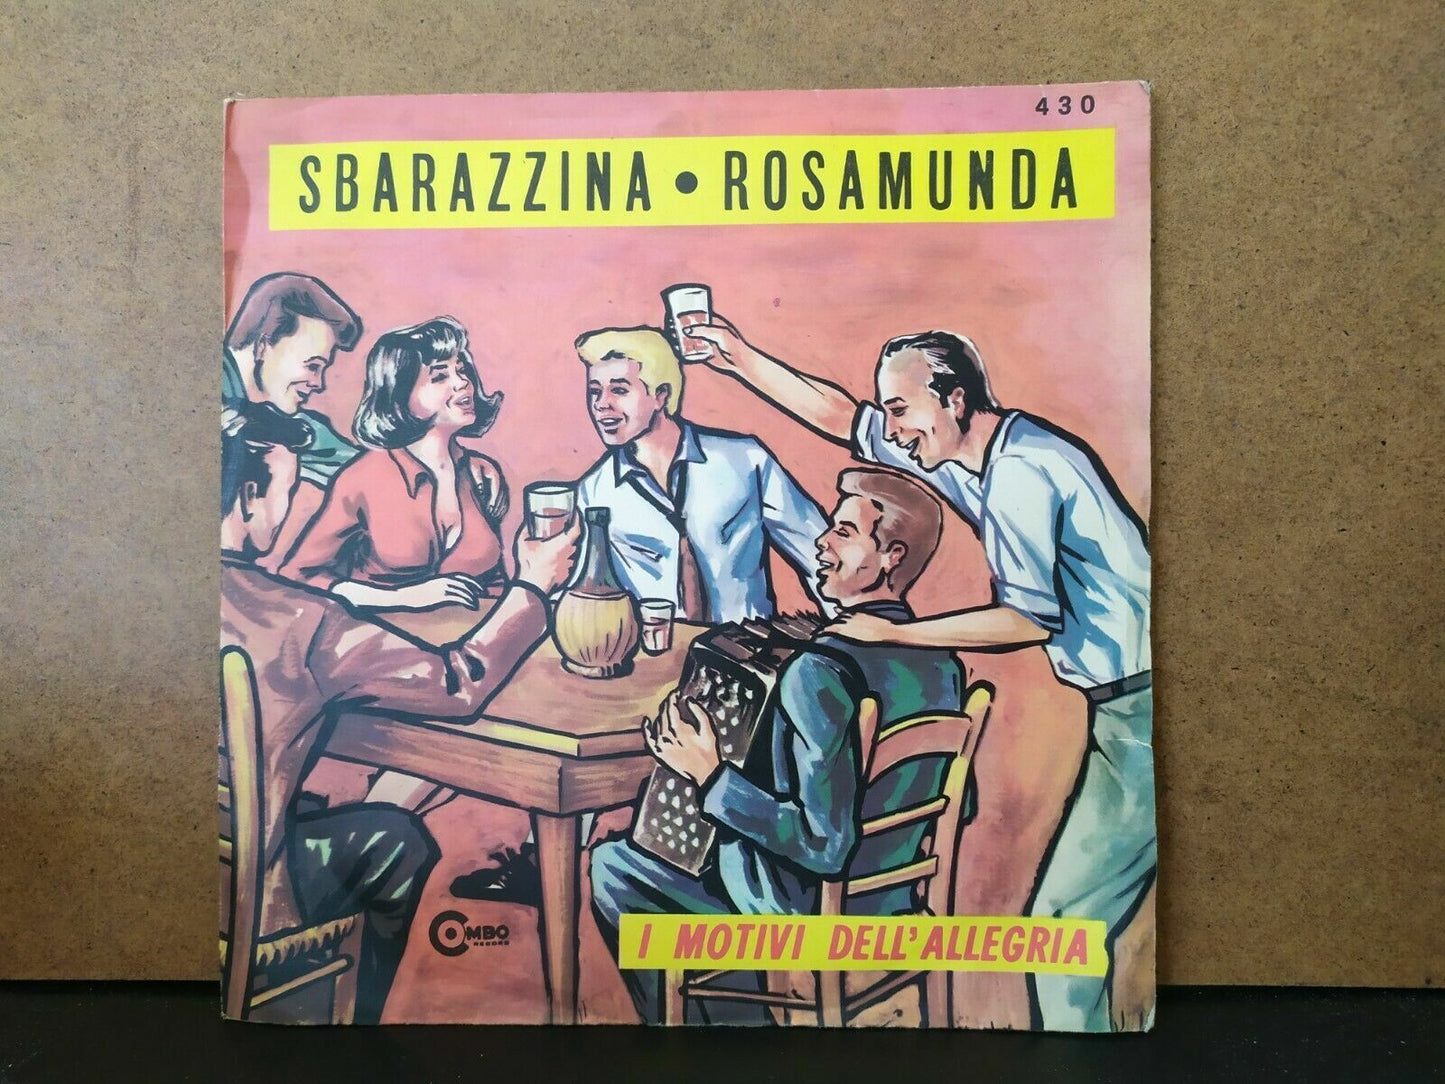 430
SBARAZZINA • ROSAMUNDA
COMBO
RECORD
I MOTIVI DELL'ALLEGRIA